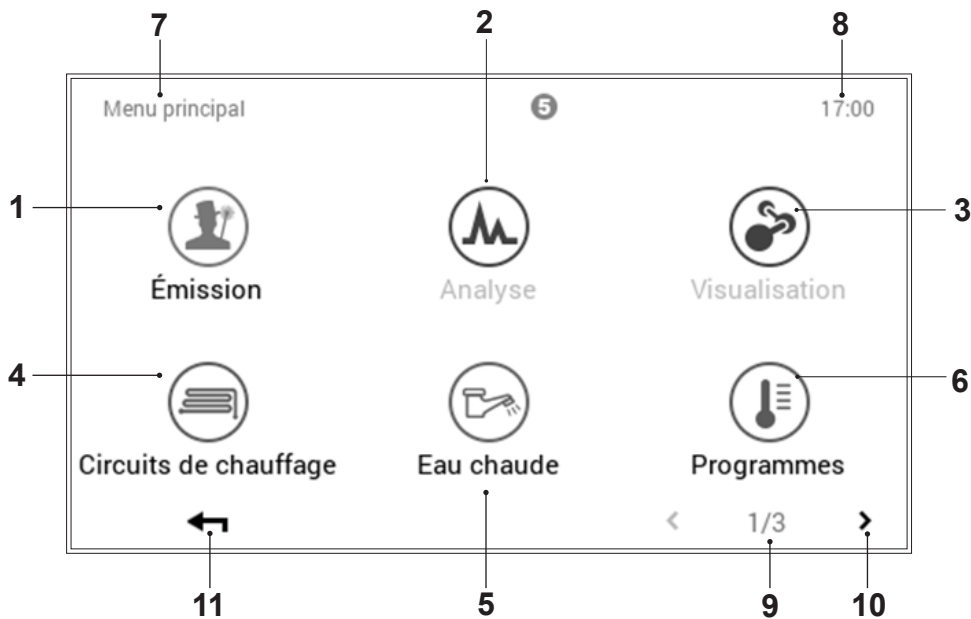 7 2 8
Menu principal 5 17:00
1 3
Émission Analyse Visualisation
4 6
Circuits de chauffage Eau chaude Programmes
< 1/3 >
11 5 9 10